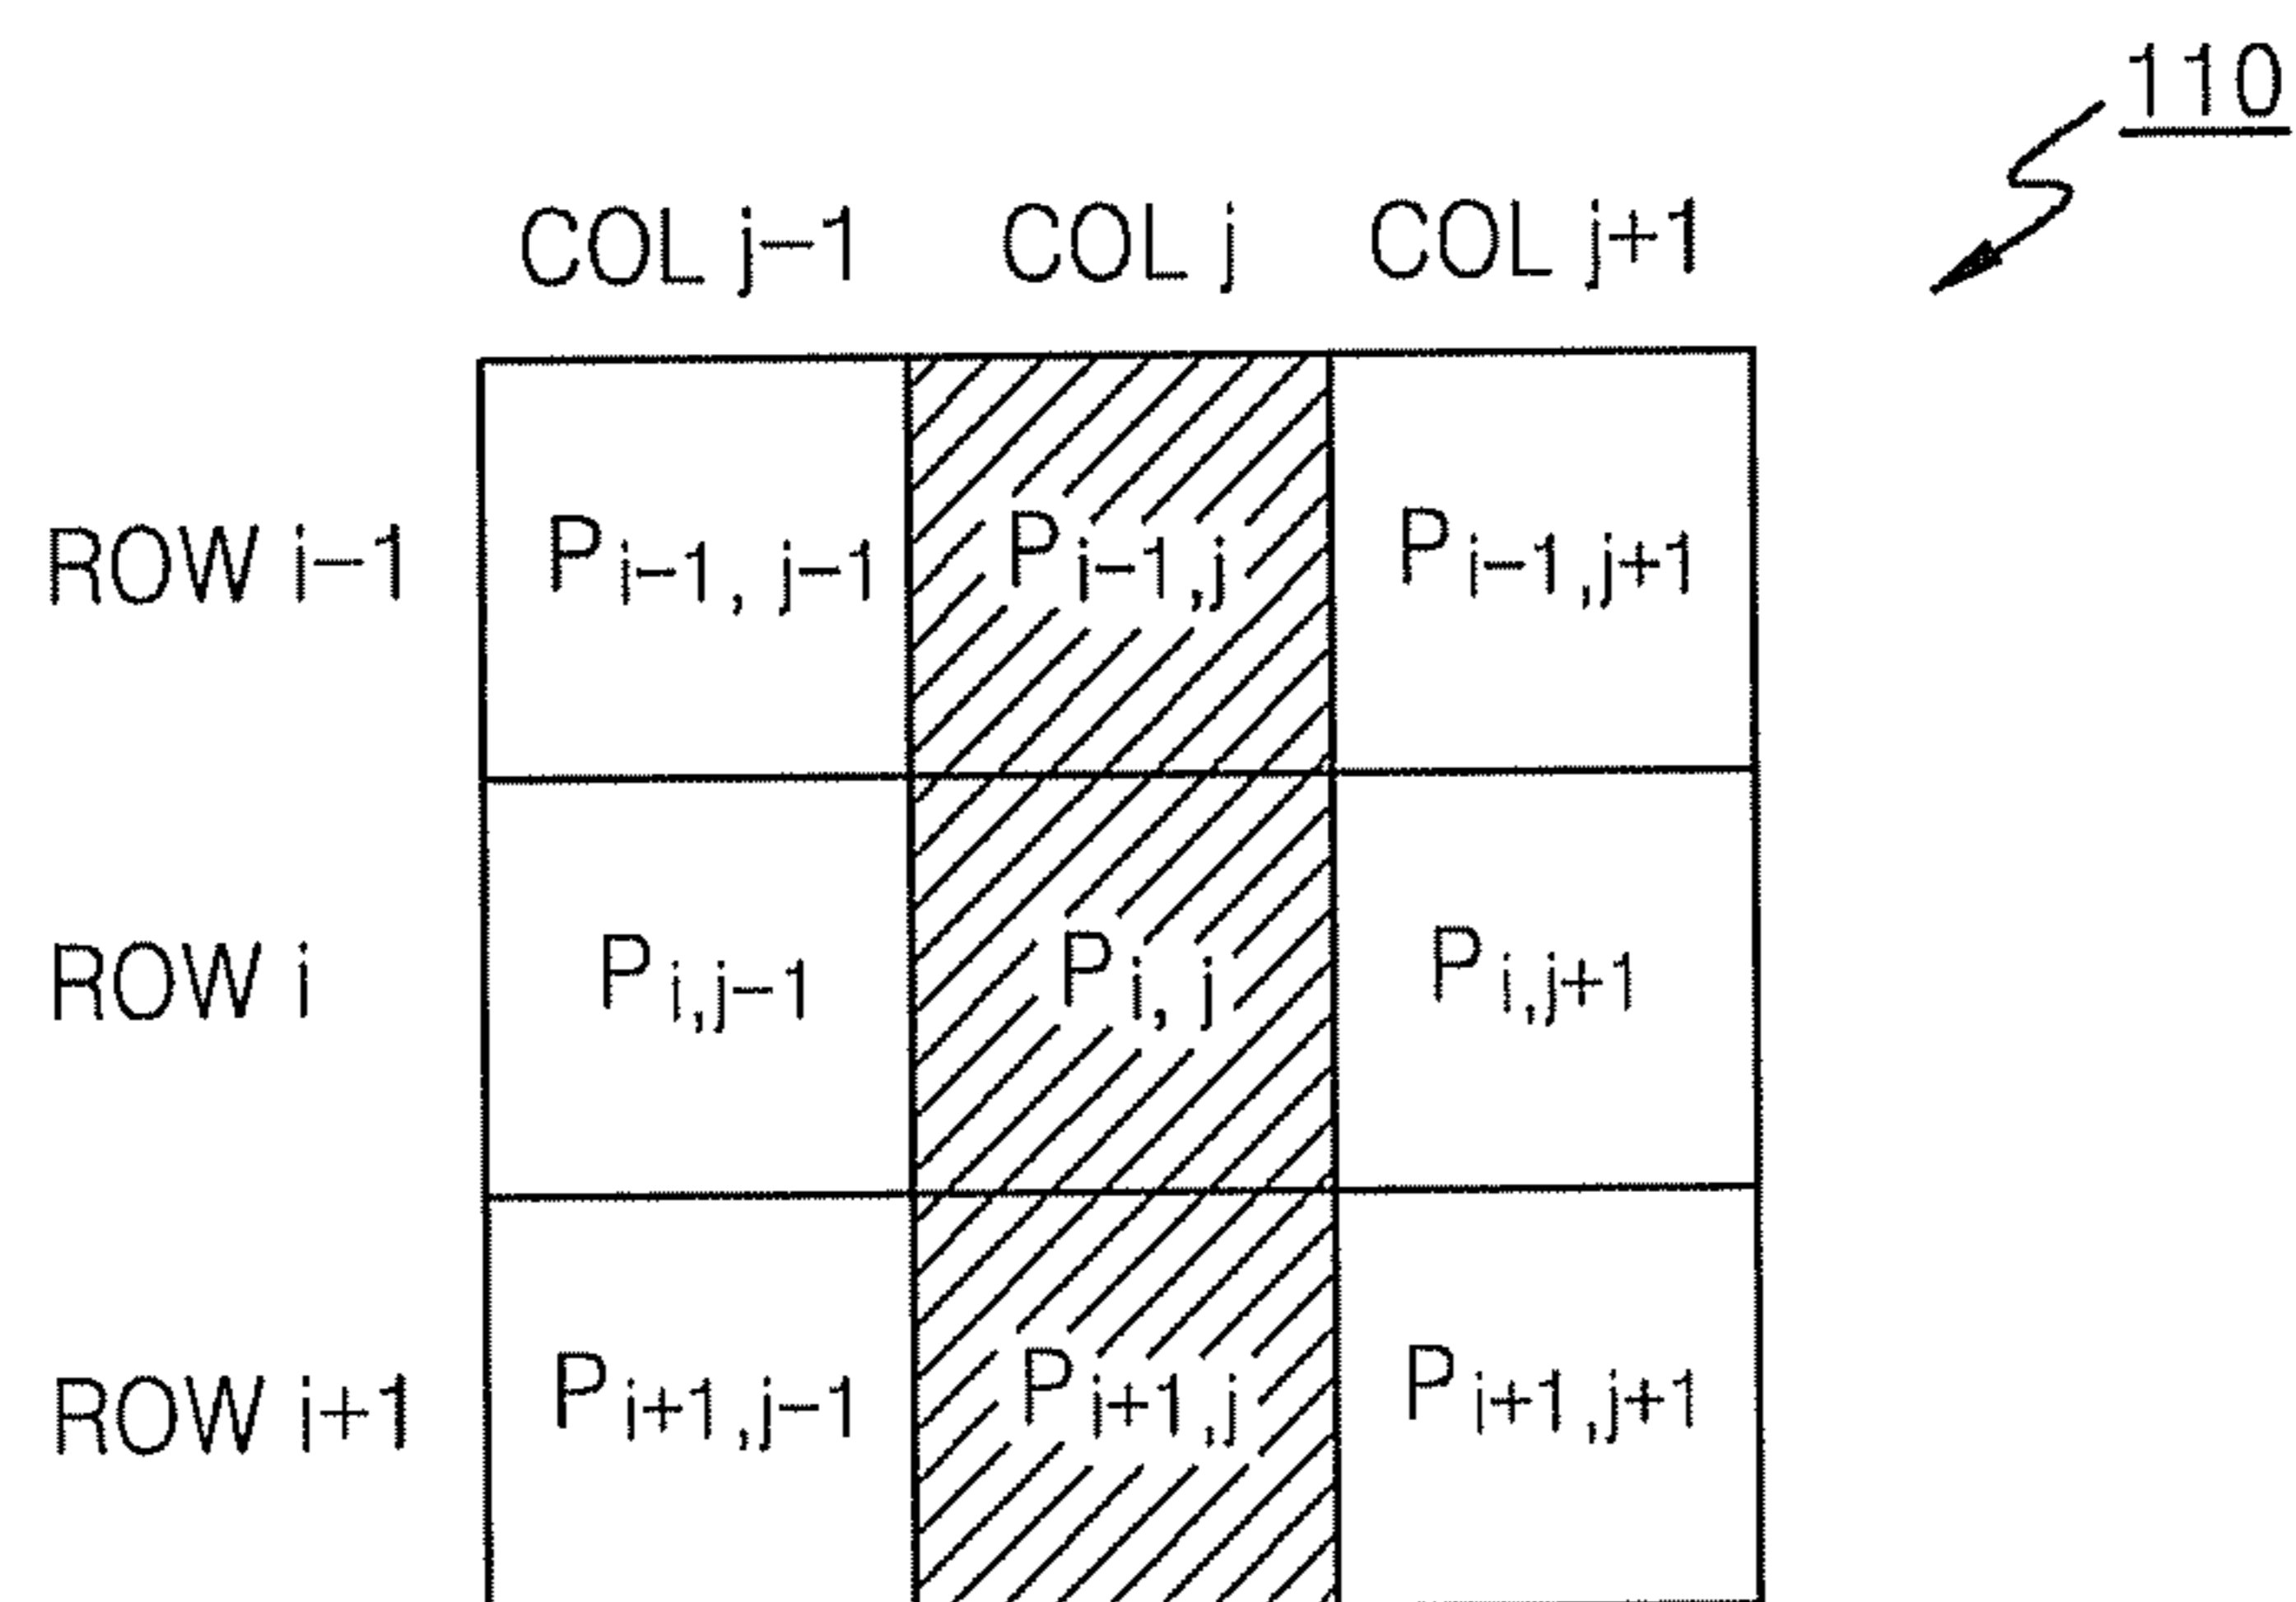 110
COL j−1 COL j COL j+1
ROW i−1 P i−1, j−1 P i−1,j P i−1,j+1
ROW i P i,j−1 P i, j P i,j+1
ROW i+1 P i+1,j−1 P i+1,j P i+1,j+1